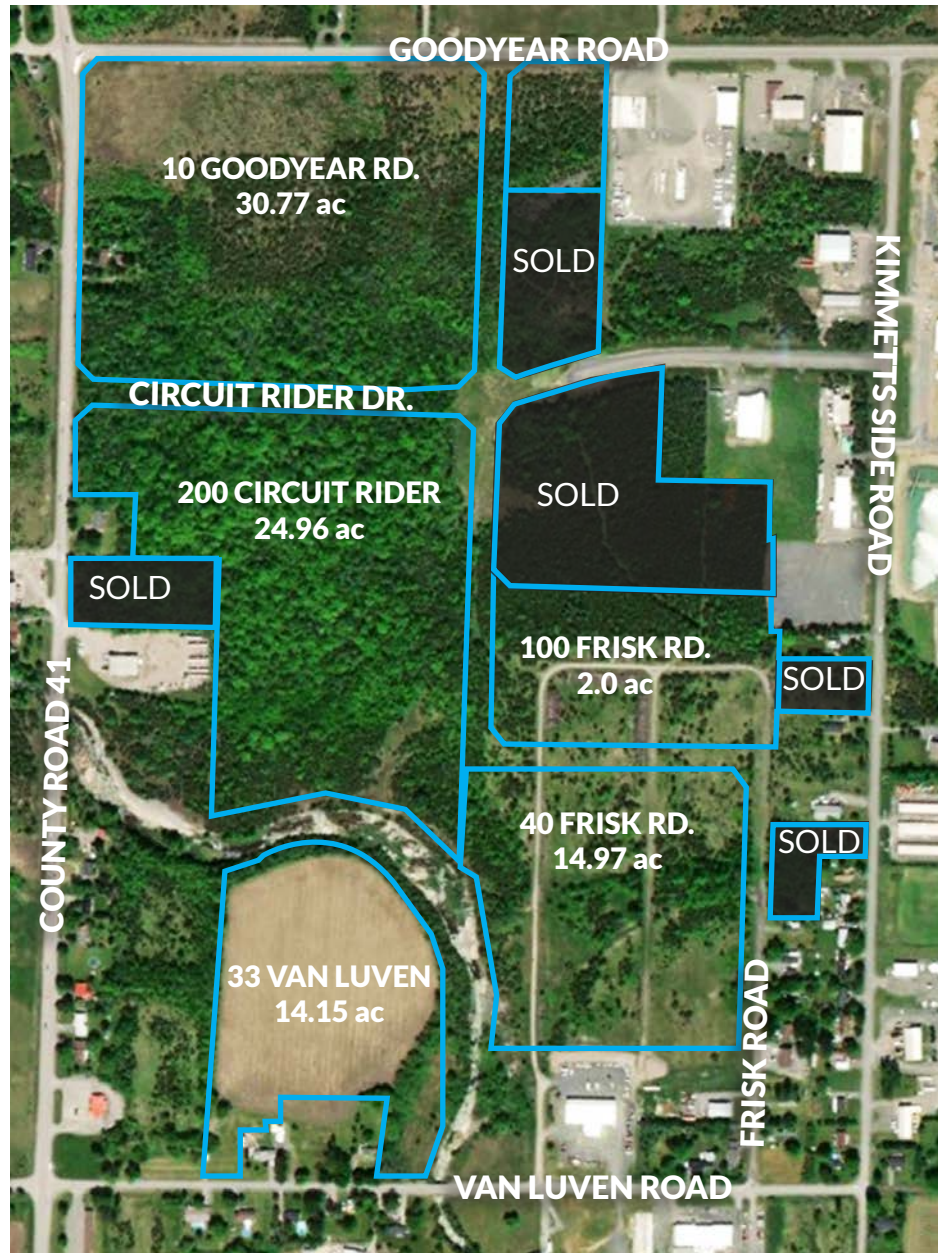 GOODYEAR ROAD
10 GOODYEAR RD.
30.77 ac
SOLD
KIMMETTS SIDE ROAD
CIRCUIT RIDER DR.
200 CIRCUIT RIDER
24.96 ac
SOLD
SOLD
100 FRISK RD.
2.0 ac
SOLD
COUNTY ROAD 41
40 FRISK RD.
14.97 ac
SOLD
33 VAN LUVEN
14.15 ac
FRISK ROAD
VAN LUVEN ROAD